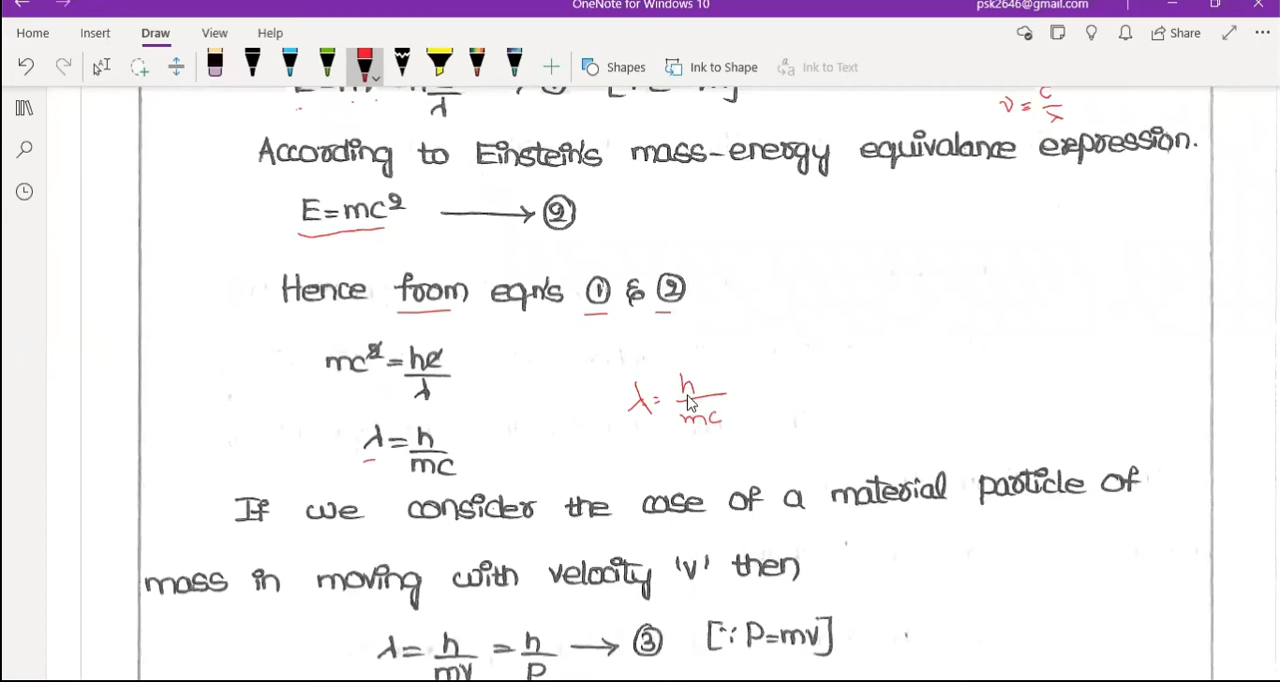 OneNote for Windows 10 psk2646@gmail.com
Home Insert Draw View Help Share
Shapes Ink to Shape Ink to Text
λ
ν = c/λ
According to Einstein's mass-energy equivalance expression.
E=mc² ⟶ ②
Hence from eqn's ① & ②
mc² = hc/λ
λ = h/mc
λ = h/mc
If we consider the case of a material particle of
mass m moving with velocity 'v' then
λ = h/mv = h/p → ③ [∵ P=mv]